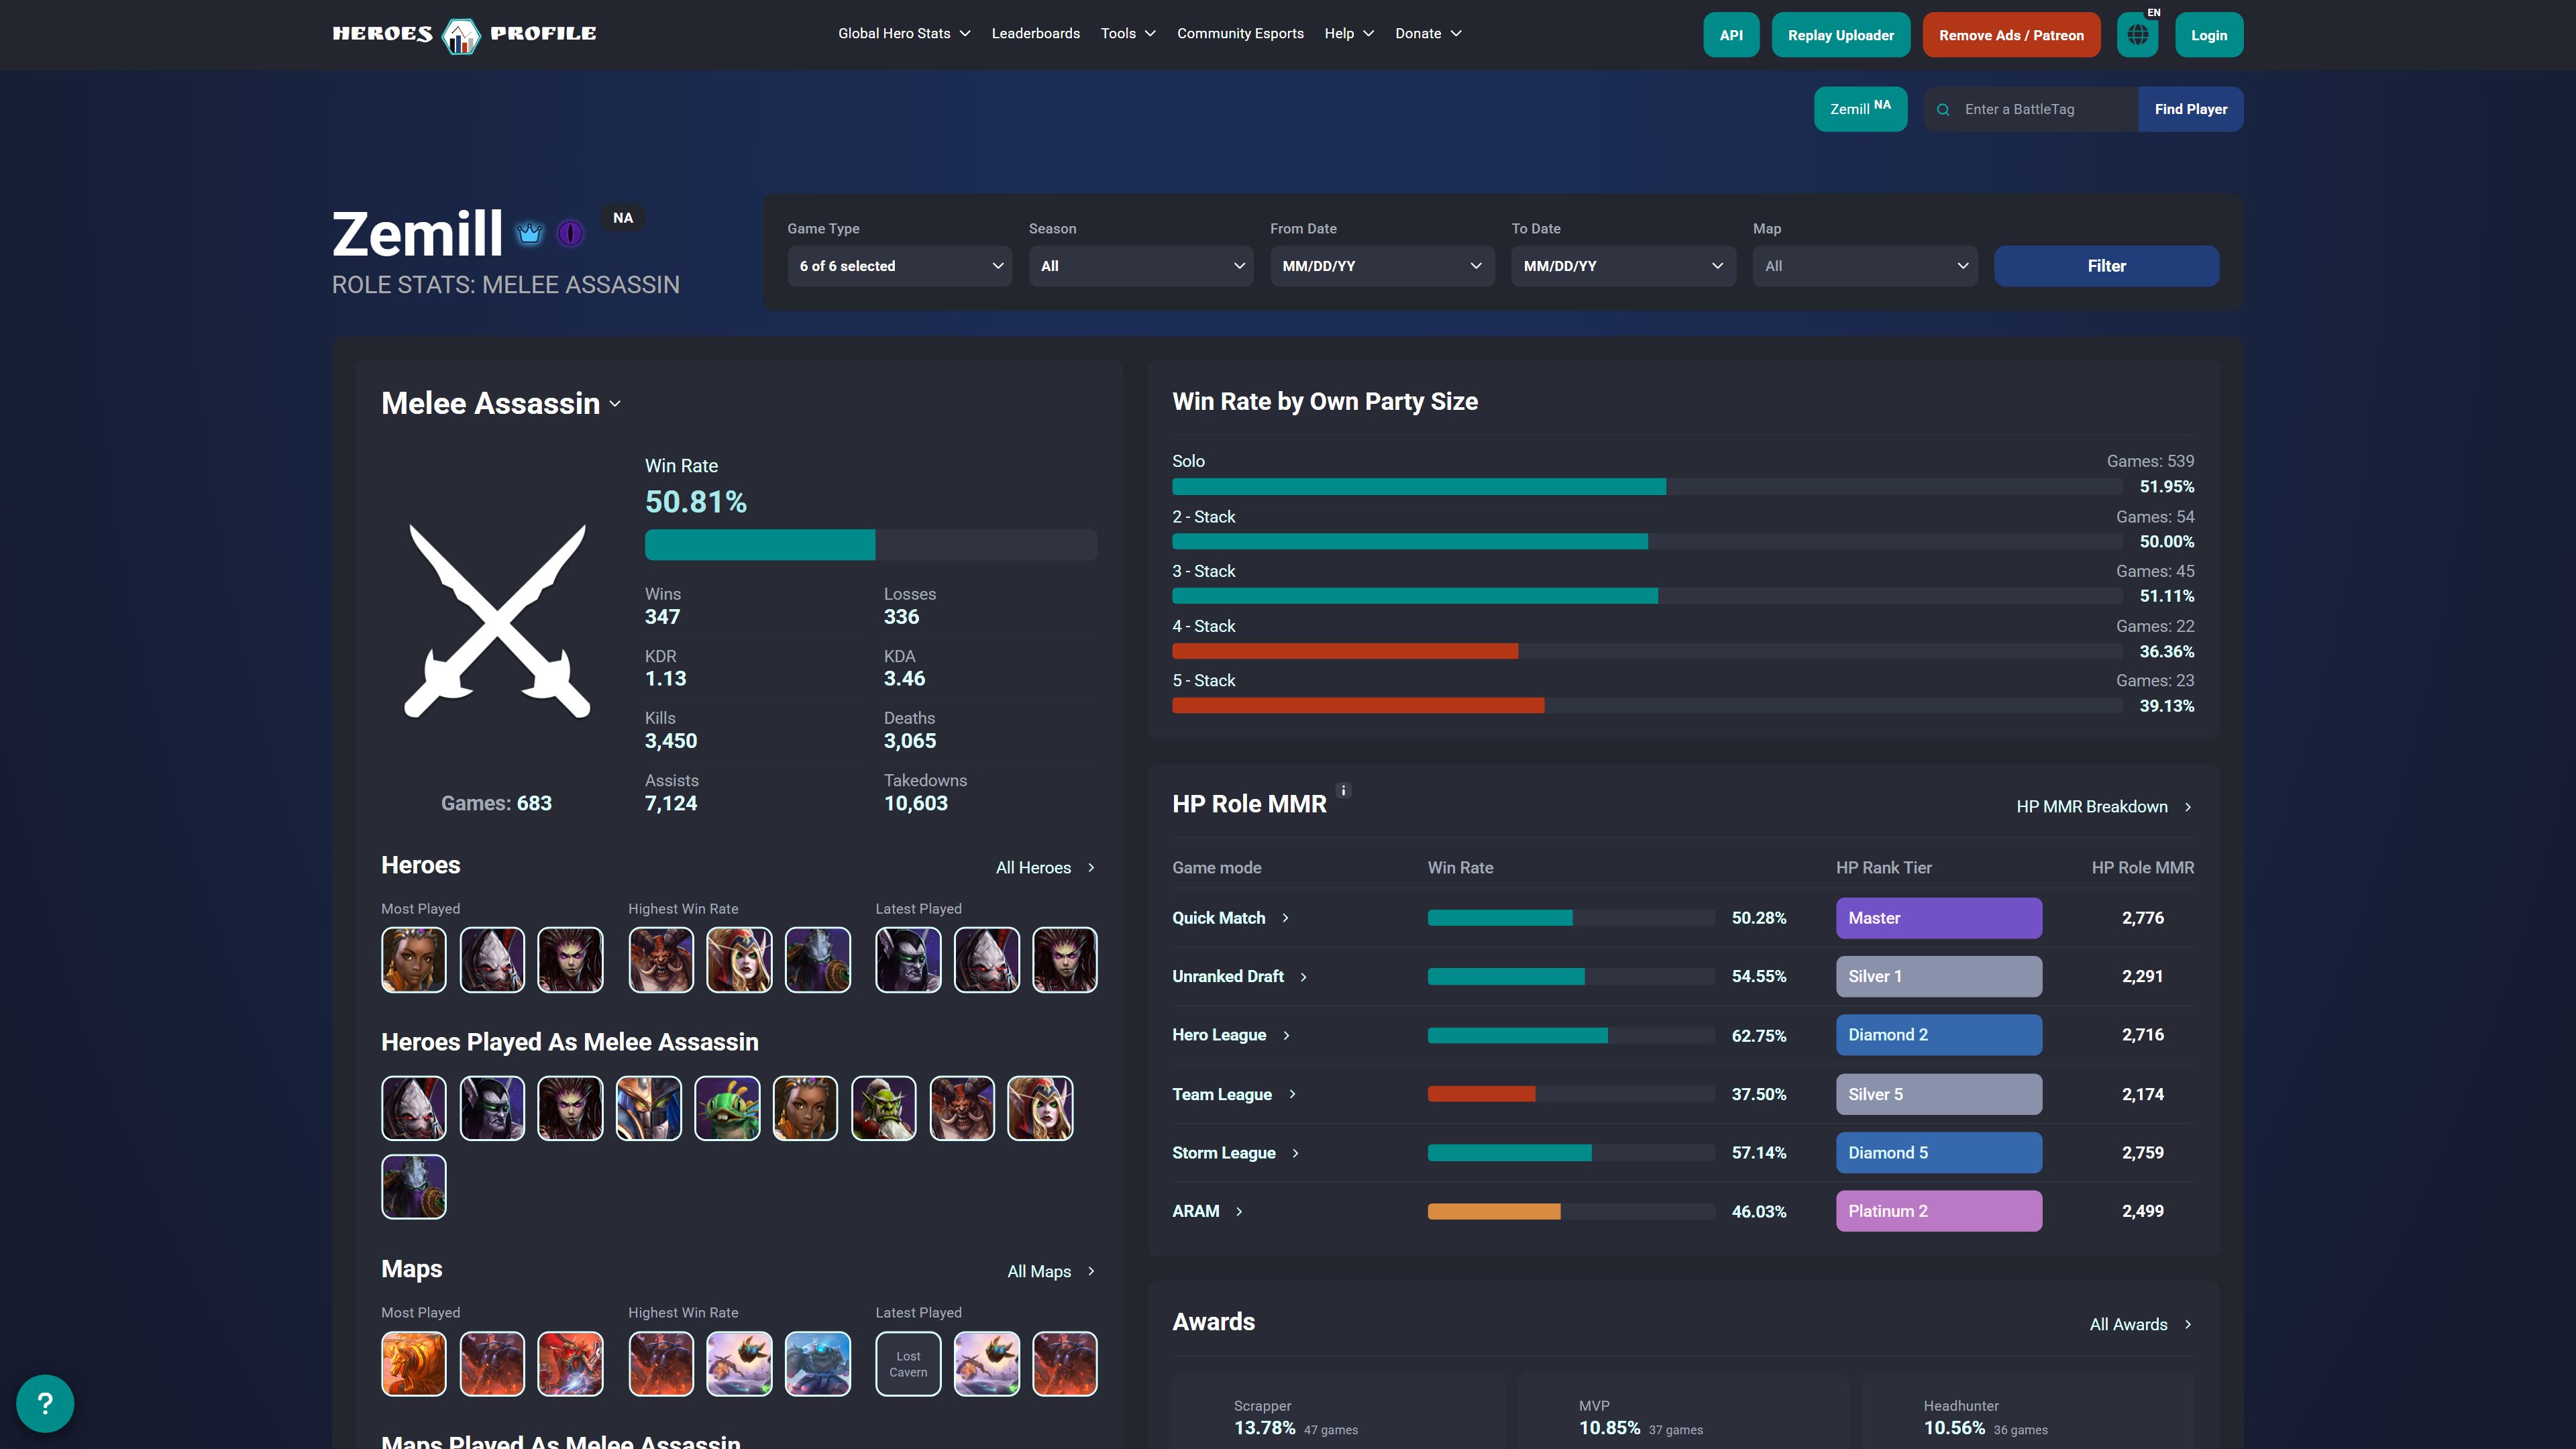 HEROES PROFILE
Global Hero Stats
Leaderboards
Tools
Community Esports
Help
Donate
API
Replay Uploader
Remove Ads / Patreon
EN
Login
Zemill NA
Enter a BattleTag
Find Player
Zemill
NA
ROLE STATS: MELEE ASSASSIN
Game Type
Season
From Date
To Date
Map
6 of 6 selected
All
MM/DD/YY
MM/DD/YY
All
Filter
Melee Assassin
Win Rate
50.81%
Wins
Losses
347
336
KDR
KDA
1.13
3.46
Kills
Deaths
3,450
3,065
Assists
Takedowns
7,124
10,603
Games: 683
Heroes
All Heroes
Most Played
Highest Win Rate
Latest Played
Heroes Played As Melee Assassin
Maps
All Maps
Most Played
Highest Win Rate
Latest Played
Lost
Cavern
Maps Played As Melee Assassin
Win Rate by Own Party Size
Solo
Games: 539
51.95%
2 - Stack
Games: 54
50.00%
3 - Stack
Games: 45
51.11%
4 - Stack
Games: 22
36.36%
5 - Stack
Games: 23
39.13%
HP Role MMR
i
HP MMR Breakdown
Game mode
Win Rate
HP Rank Tier
HP Role MMR
Quick Match
50.28%
Master
2,776
Unranked Draft
54.55%
Silver 1
2,291
Hero League
62.75%
Diamond 2
2,716
Team League
37.50%
Silver 5
2,174
Storm League
57.14%
Diamond 5
2,759
ARAM
46.03%
Platinum 2
2,499
Awards
All Awards
Scrapper
13.78% 47 games
MVP
10.85% 37 games
Headhunter
10.56% 36 games
?